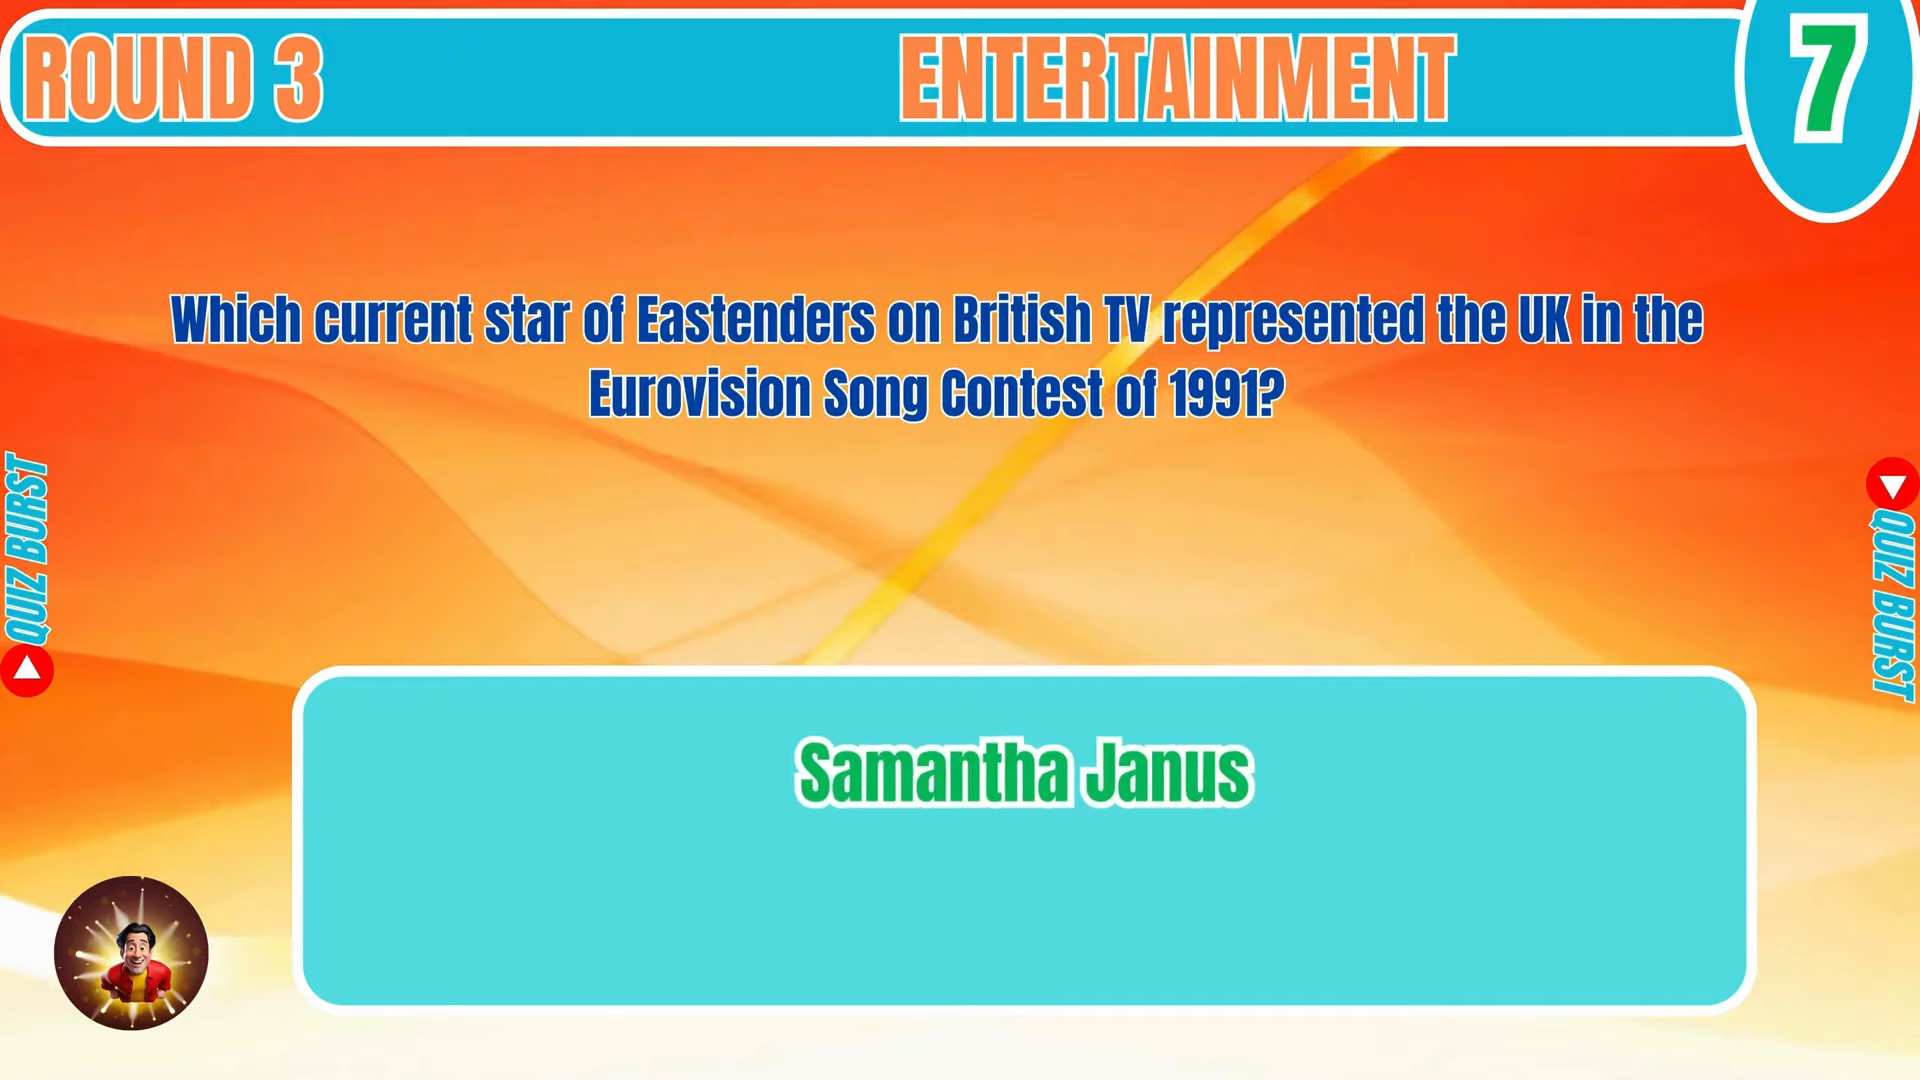 ROUND 3
ENTERTAINMENT
7
Which current star of Eastenders on British TV represented the UK in the
Eurovision Song Contest of 1991?
QUIZ BURST
QUIZ BURST
Samantha Janus